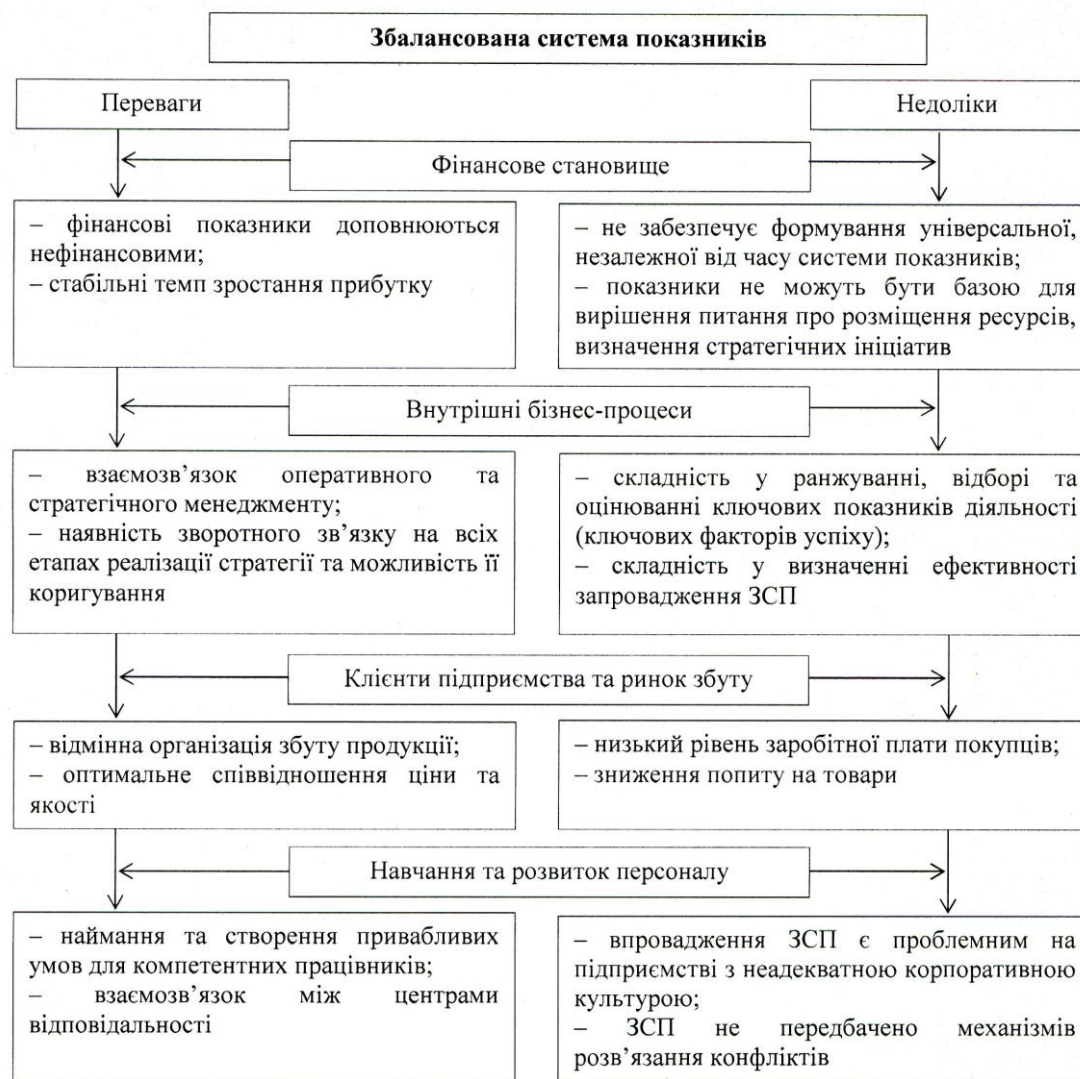 Збалансована система показників
Переваги
Недоліки
Фінансове становище
– фінансові показники доповнюються
нефінансовими;
– стабільні темп зростання прибутку
– не забезпечує формування універсальної,
незалежної від часу системи показників;
– показники не можуть бути базою для
вирішення питання про розміщення ресурсів,
визначення стратегічних ініціатив
Внутрішні бізнес-процеси
– взаємозв’язок оперативного та
стратегічного менеджменту;
– наявність зворотного зв’язку на всіх
етапах реалізації стратегії та можливість її
коригування
– складність у ранжуванні, відборі та
оцінюванні ключових показників діяльності
(ключових факторів успіху);
– складність у визначенні ефективності
запровадження ЗСП
Клієнти підприємства та ринок збуту
– відмінна організація збуту продукції;
– оптимальне співвідношення ціни та
якості
– низький рівень заробітної плати покупців;
– зниження попиту на товари
Навчання та розвиток персоналу
– наймання та створення привабливих
умов для компетентних працівників;
– взаємозв’язок між центрами
відповідальності
– впровадження ЗСП є проблемним на
підприємстві з неадекватною корпоративною
культурою;
– ЗСП не передбачено механізмів
розв’язання конфліктів